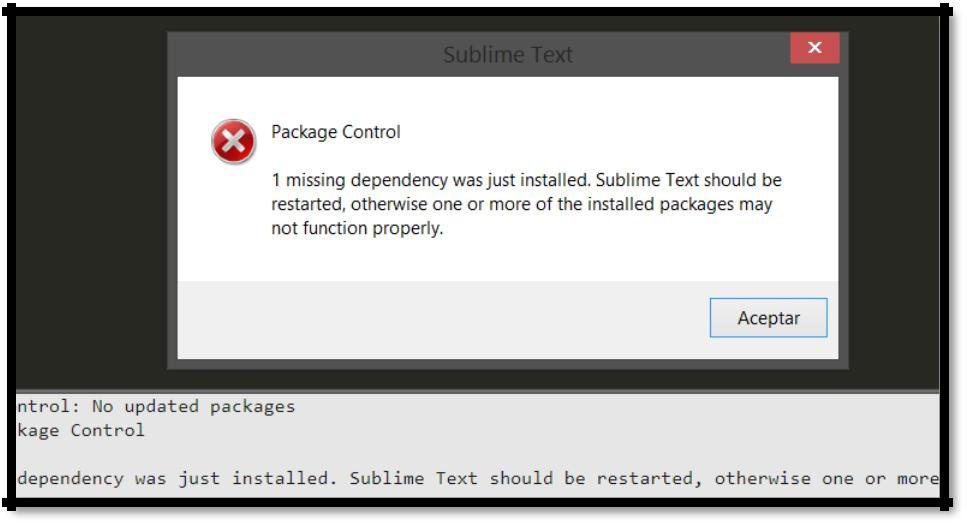 Sublime Text
Package Control
1 missing dependency was just installed. Sublime Text should be
restarted, otherwise one or more of the installed packages may
not function properly.
Aceptar
ntrol: No updated packages
kage Control
dependency was just installed. Sublime Text should be restarted, otherwise one or more